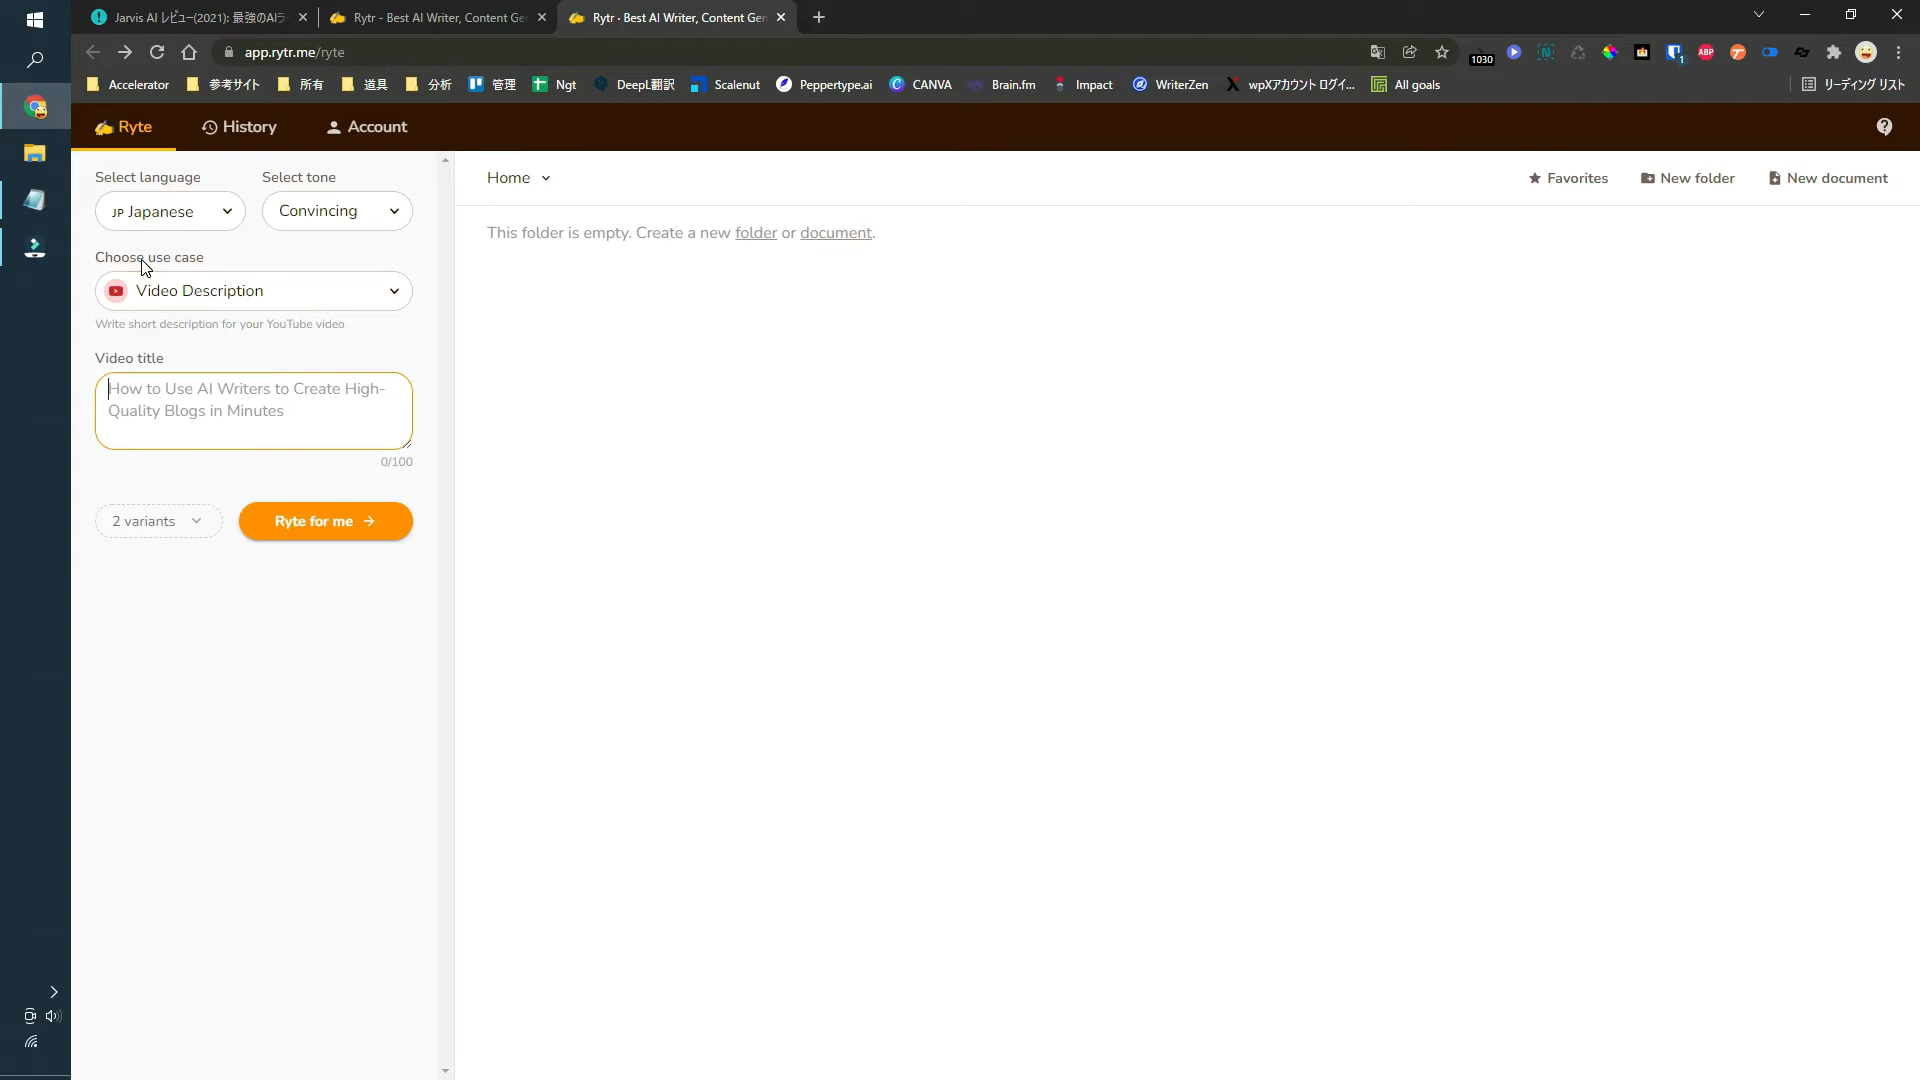 Jarvis AI レビュー(2021): 最強のAIラ
Rytr - Best AI Writer, Content Ge
Rytr · Best AI Writer, Content Gen
app.rytr.me/ryte
1030
1
ABP
Accelerator
参考サイト
所有
道具
分析
管理
Ngt
DeepL翻訳
Scalenut
Peppertype.ai
CANVA
Brain.fm
Impact
WriterZen
wpXアカウント ログイ...
All goals
リーディング リスト
Ryte
History
Account
Select language
Select tone
JP Japanese
Convincing
Home
Favorites
New folder
New document
This folder is empty. Create a new folder or document.
Choose use case
Video Description
Write short description for your YouTube video
Video title
How to Use AI Writers to Create High-
Quality Blogs in Minutes
0/100
2 variants
Ryte for me